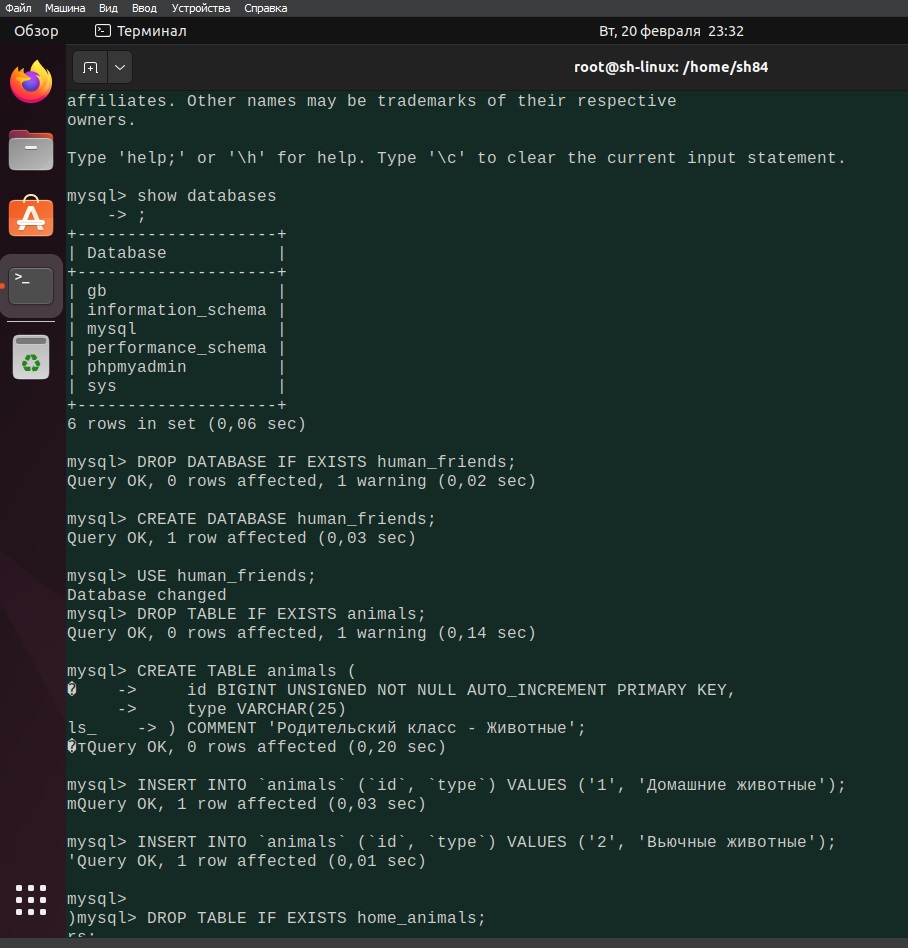 Файл Машина Вид Ввод Устройства Справка
Обзор Терминал Вт, 20 февраля 23:32
root@sh-linux: /home/sh84
affiliates. Other names may be trademarks of their respective
owners.
Type 'help;' or '\h' for help. Type '\c' to clear the current input statement.
mysql> show databases
    -> ;
+--------------------+
| Database           |
+--------------------+
| gb                 |
| information_schema |
| mysql              |
| performance_schema |
| phpmyadmin         |
| sys                |
+--------------------+
6 rows in set (0,06 sec)
mysql> DROP DATABASE IF EXISTS human_friends;
Query OK, 0 rows affected, 1 warning (0,02 sec)
mysql> CREATE DATABASE human_friends;
Query OK, 1 row affected (0,03 sec)
mysql> USE human_friends;
Database changed
mysql> DROP TABLE IF EXISTS animals;
Query OK, 0 rows affected, 1 warning (0,14 sec)
mysql> CREATE TABLE animals (
�    ->     id BIGINT UNSIGNED NOT NULL AUTO_INCREMENT PRIMARY KEY,
     ->     type VARCHAR(25)
ls_    -> ) COMMENT 'Родительский класс - Животные';
�тQuery OK, 0 rows affected (0,20 sec)
mysql> INSERT INTO `animals` (`id`, `type`) VALUES ('1', 'Домашние животные');
mQuery OK, 1 row affected (0,03 sec)
mysql> INSERT INTO `animals` (`id`, `type`) VALUES ('2', 'Вьючные животные');
'Query OK, 1 row affected (0,01 sec)
mysql>
)mysql> DROP TABLE IF EXISTS home_animals;
rs;